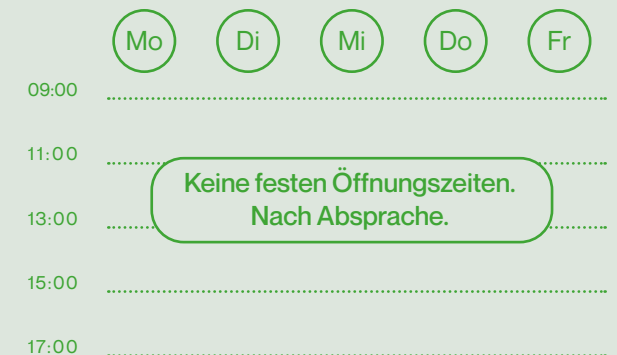 Mo Di Mi Do Fr
09:00
11:00
Keine festen Öffnungszeiten.
Nach Absprache.
13:00
15:00
17:00